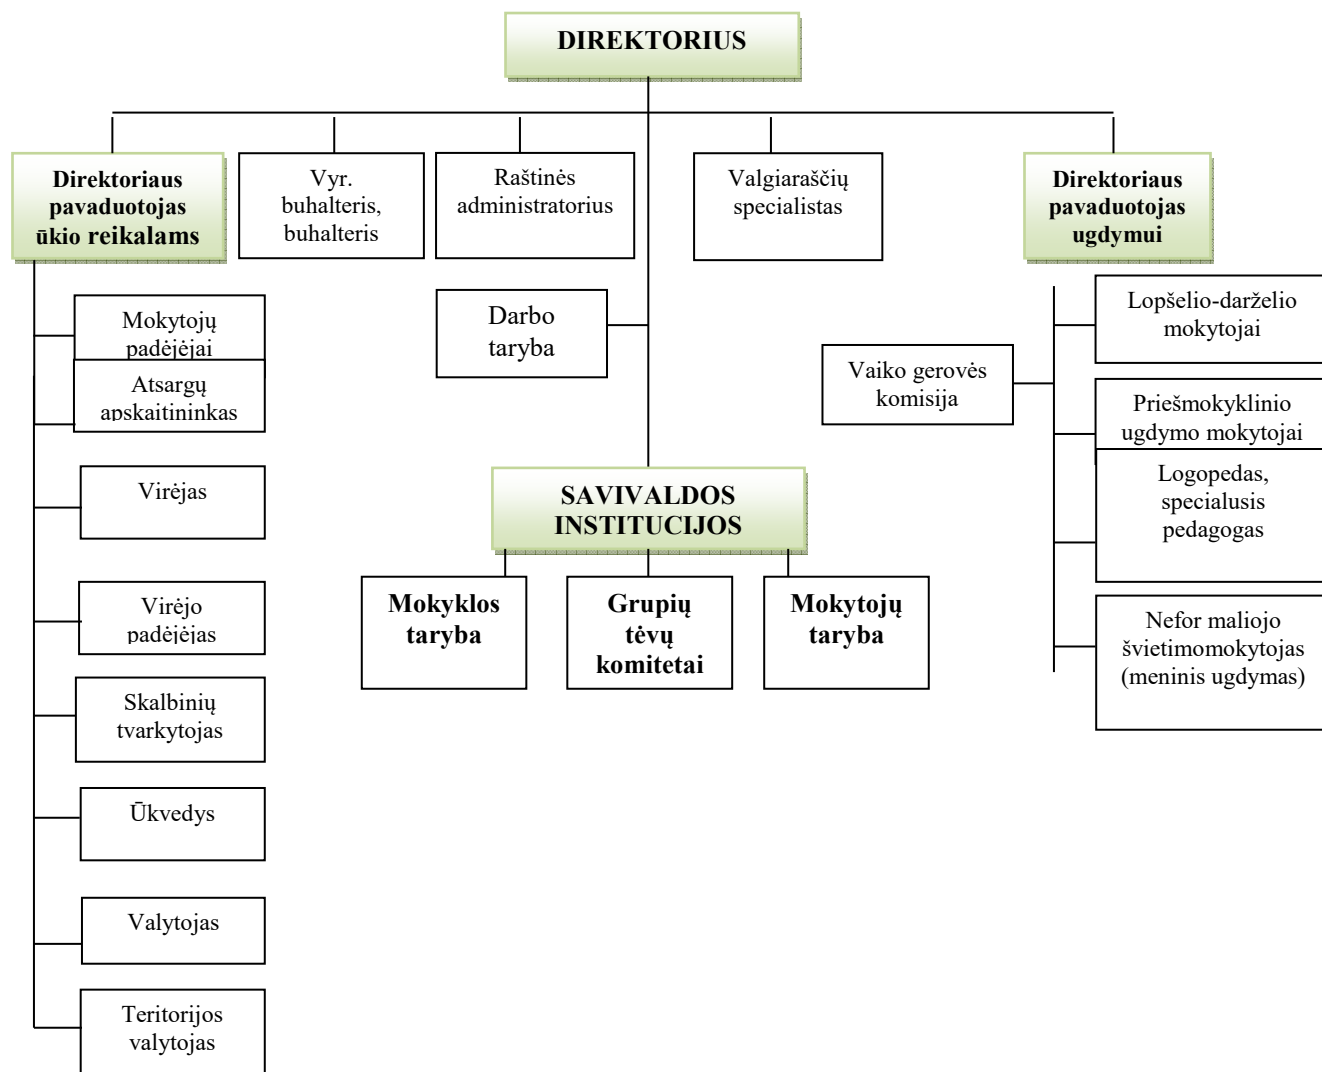 DIREKTORIUS
Direktoriaus
pavaduotojas
ūkio reikalams
Vyr.
buhalteris,
buhalteris
Raštinės
administratorius
Valgiaraščių
specialistas
Direktoriaus
pavaduotojas
ugdymui
Mokytojų
padėjėjai
Atsargų
apskaitininkas
Virėjas
Virėjo
padėjėjas
Skalbinių
tvarkytojas
Ūkvedys
Valytojas
Teritorijos
valytojas
Darbo
taryba
SAVIVALDOS
INSTITUCIJOS
Mokyklos
taryba
Grupių
tėvų
komitetai
Mokytojų
taryba
Vaiko gerovės
komisija
Lopšelio-darželio
mokytojai
Priešmokyklinio
ugdymo mokytojai
Logopedas,
specialusis
pedagogas
Nefor maliojo
švietimomokytojas
(meninis ugdymas)